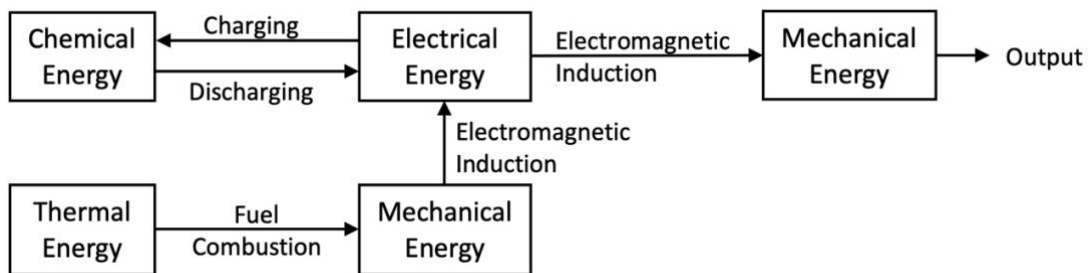 Chemical
Energy
Charging
Discharging
Electrical
Energy
Electromagnetic
Induction
Mechanical
Energy
Output
Electromagnetic
Induction
Thermal
Energy
Fuel
Combustion
Mechanical
Energy